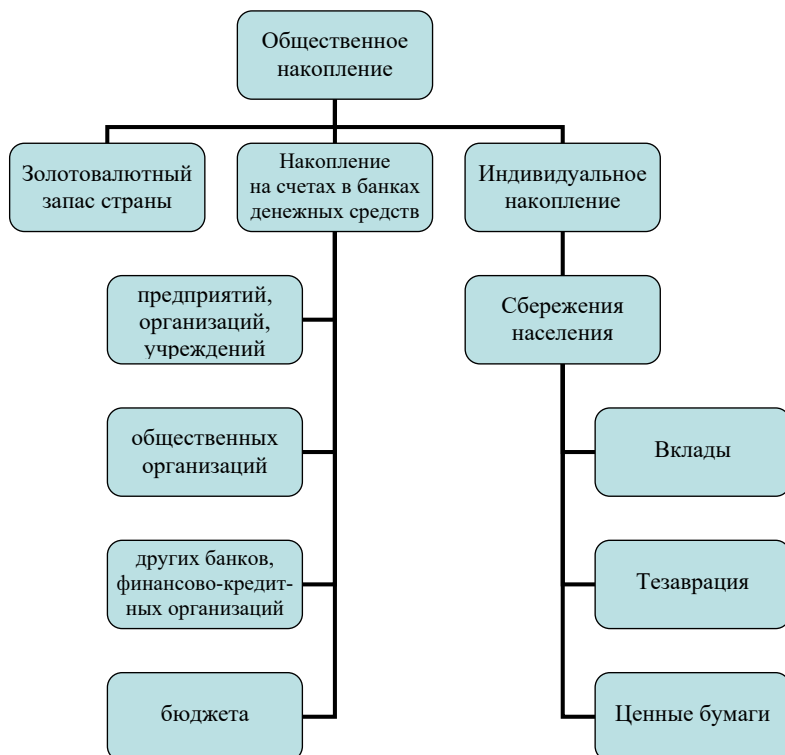 Общественное
накопление
Золотовалютный
запас страны
Накопление
на счетах в банках
денежных средств
Индивидуальное
накопление
предприятий,
организаций,
учреждений
Сбережения
населения
общественных
организаций
Вклады
других банков,
финансово-кредит-
ных организаций
Тезаврация
бюджета
Ценные бумаги